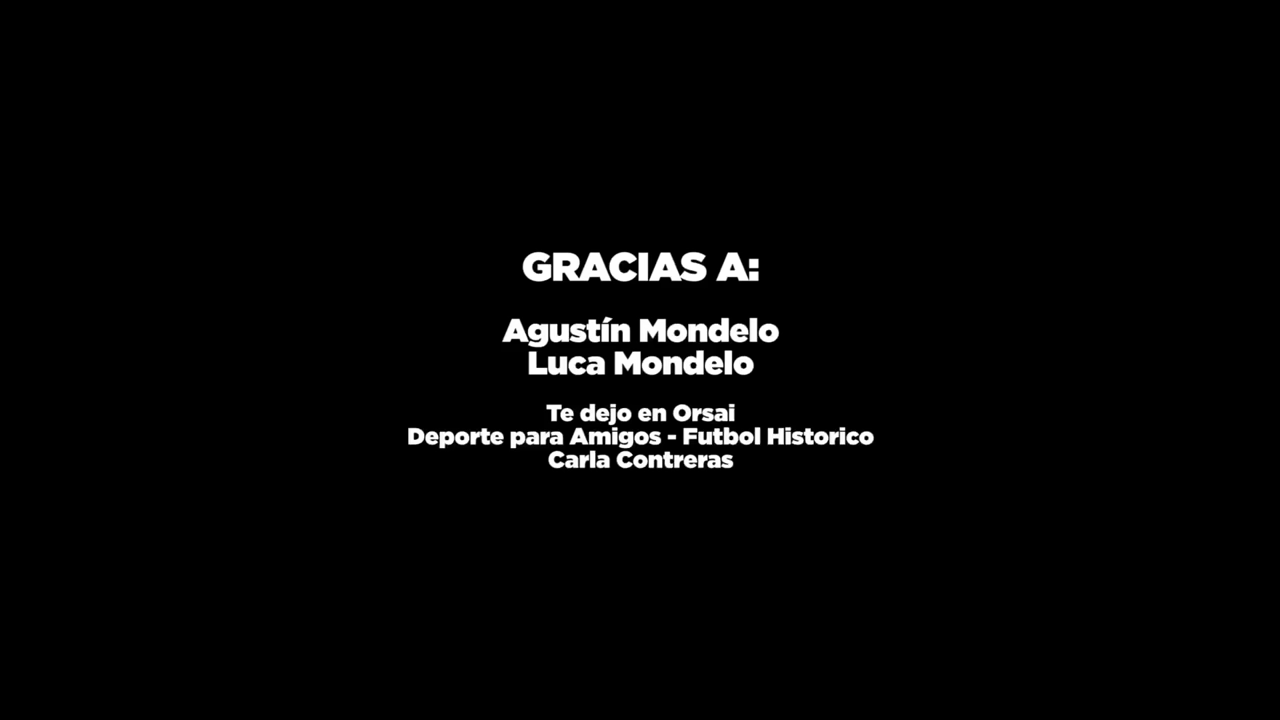 GRACIAS A:
Agustín Mondelo
Luca Mondelo
Te dejo en Orsai
Deporte para Amigos - Futbol Historico
Carla Contreras